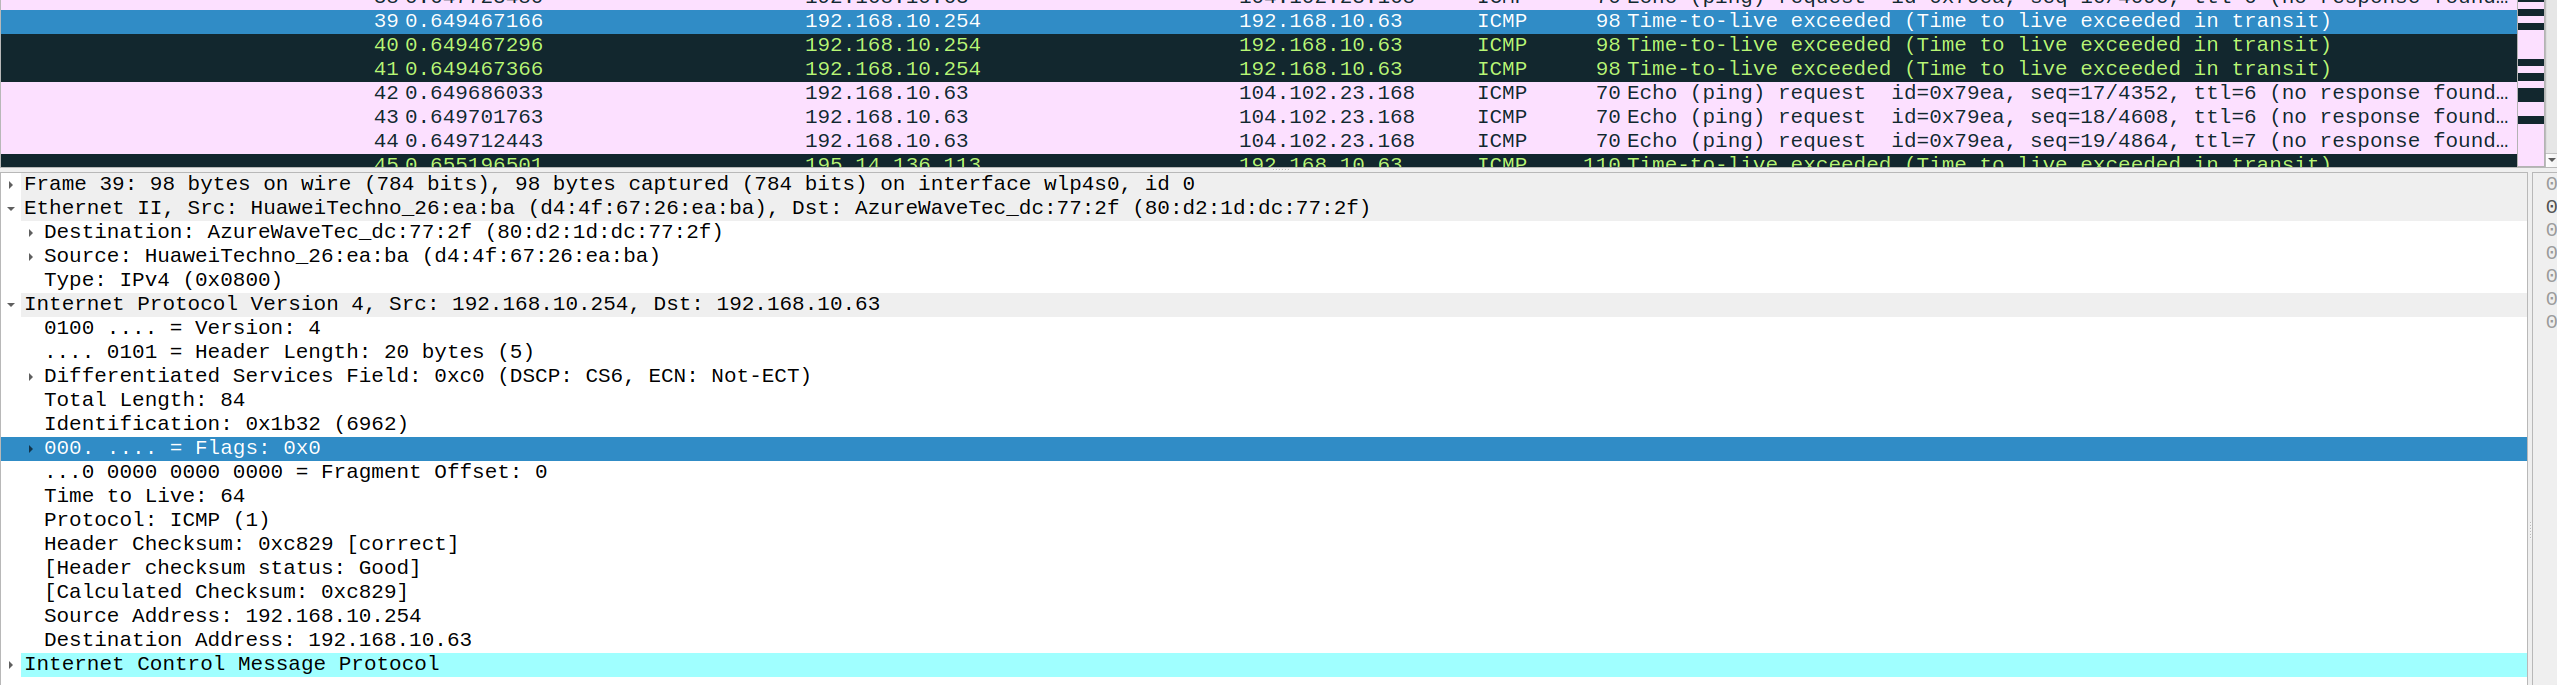 39 0.649467166 192.168.10.254 192.168.10.63 ICMP 98 Time-to-live exceeded (Time to live exceeded in transit)
40 0.649467296 192.168.10.254 192.168.10.63 ICMP 98 Time-to-live exceeded (Time to live exceeded in transit)
41 0.649467366 192.168.10.254 192.168.10.63 ICMP 98 Time-to-live exceeded (Time to live exceeded in transit)
42 0.649686033 192.168.10.63 104.102.23.168 ICMP 70 Echo (ping) request id=0x79ea, seq=17/4352, ttl=6 (no response found…
43 0.649701763 192.168.10.63 104.102.23.168 ICMP 70 Echo (ping) request id=0x79ea, seq=18/4608, ttl=6 (no response found…
44 0.649712443 192.168.10.63 104.102.23.168 ICMP 70 Echo (ping) request id=0x79ea, seq=19/4864, ttl=7 (no response found…
45 0.655196501 195.14.136.113 192.168.10.63 ICMP 110 Time-to-live exceeded (Time to live exceeded in transit)
Frame 39: 98 bytes on wire (784 bits), 98 bytes captured (784 bits) on interface wlp4s0, id 0
Ethernet II, Src: HuaweiTechno_26:ea:ba (d4:4f:67:26:ea:ba), Dst: AzureWaveTec_dc:77:2f (80:d2:1d:dc:77:2f)
Destination: AzureWaveTec_dc:77:2f (80:d2:1d:dc:77:2f)
Source: HuaweiTechno_26:ea:ba (d4:4f:67:26:ea:ba)
Type: IPv4 (0x0800)
Internet Protocol Version 4, Src: 192.168.10.254, Dst: 192.168.10.63
0100 .... = Version: 4
.... 0101 = Header Length: 20 bytes (5)
Differentiated Services Field: 0xc0 (DSCP: CS6, ECN: Not-ECT)
Total Length: 84
Identification: 0x1b32 (6962)
000. .... = Flags: 0x0
...0 0000 0000 0000 = Fragment Offset: 0
Time to Live: 64
Protocol: ICMP (1)
Header Checksum: 0xc829 [correct]
[Header checksum status: Good]
[Calculated Checksum: 0xc829]
Source Address: 192.168.10.254
Destination Address: 192.168.10.63
Internet Control Message Protocol